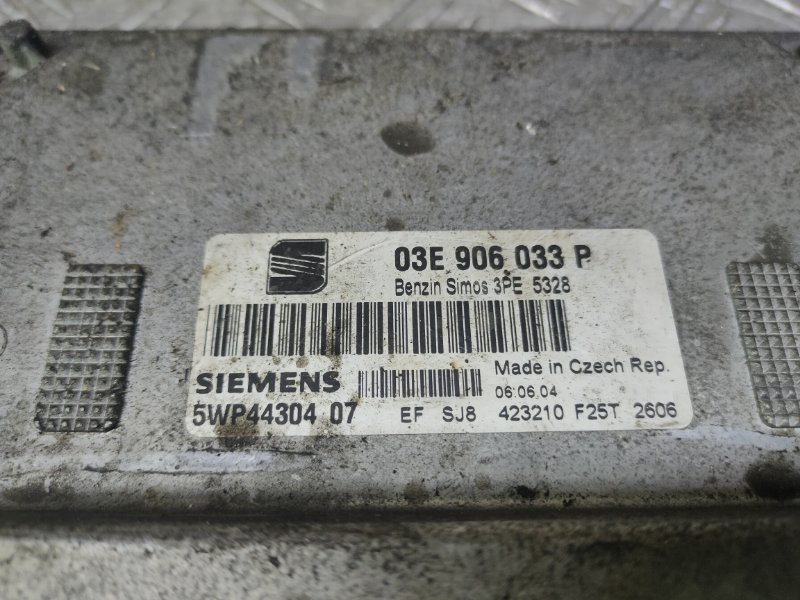 03E 906 033 P
Benzin Simos 3PE 5328
SIEMENS
Made in Czech Rep.
06.06.04
5WP44304 07 EF SJ8 423210 F25T 2606